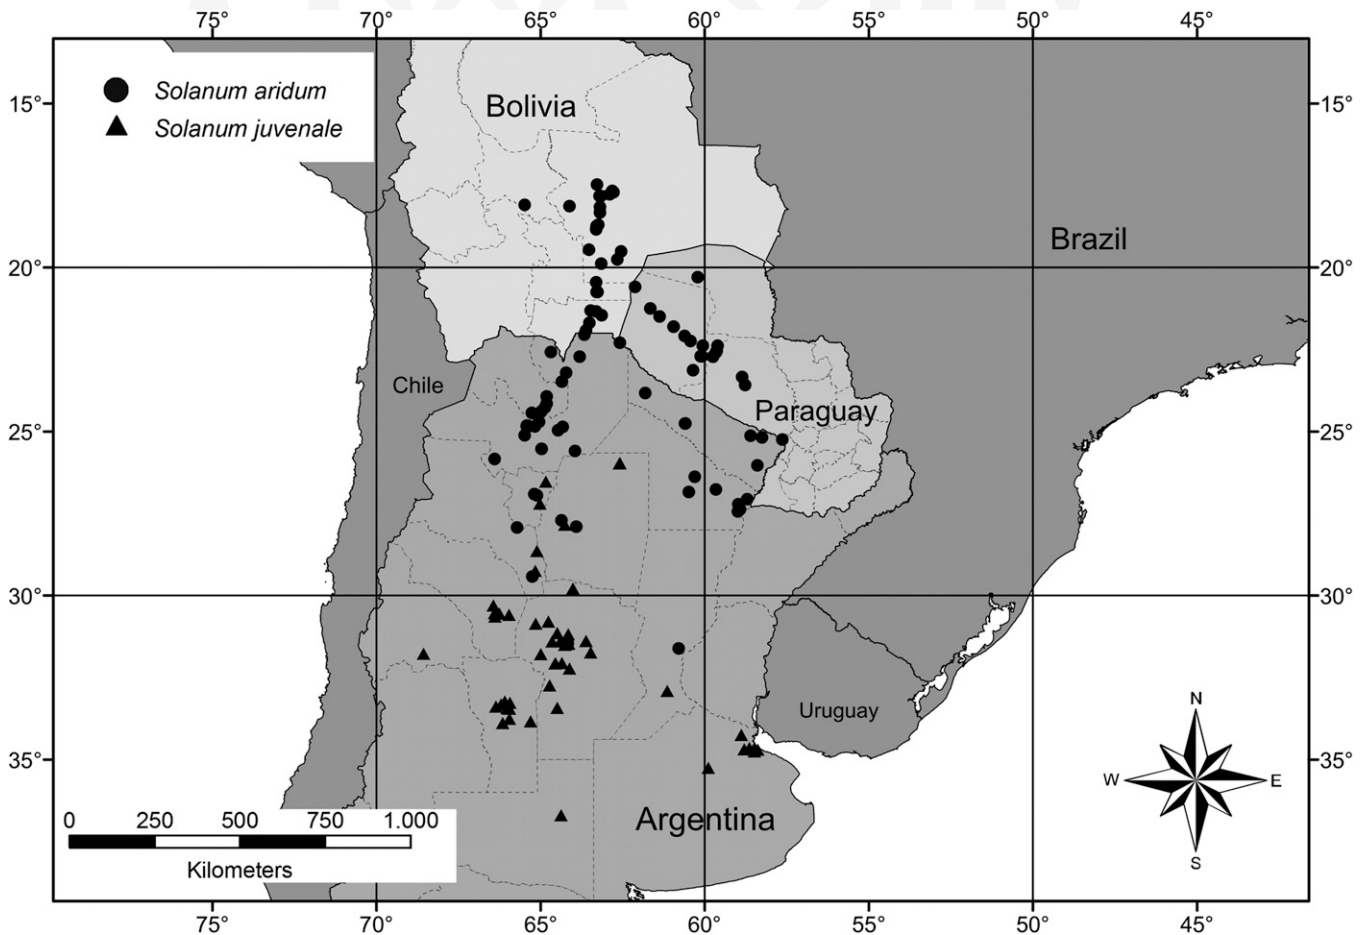 75° 70° 65° 60° 55° 50° 45°
Solanum aridum
Solanum juvenale
Bolivia
15° 15°
Brazil
20° 20°
Chile
Paraguay
25° 25°
30° 30°
Uruguay
N
35° 35°
W E
S
Argentina
0 250 500 750 1.000
Kilometers
75° 70° 65° 60° 55° 50° 45°